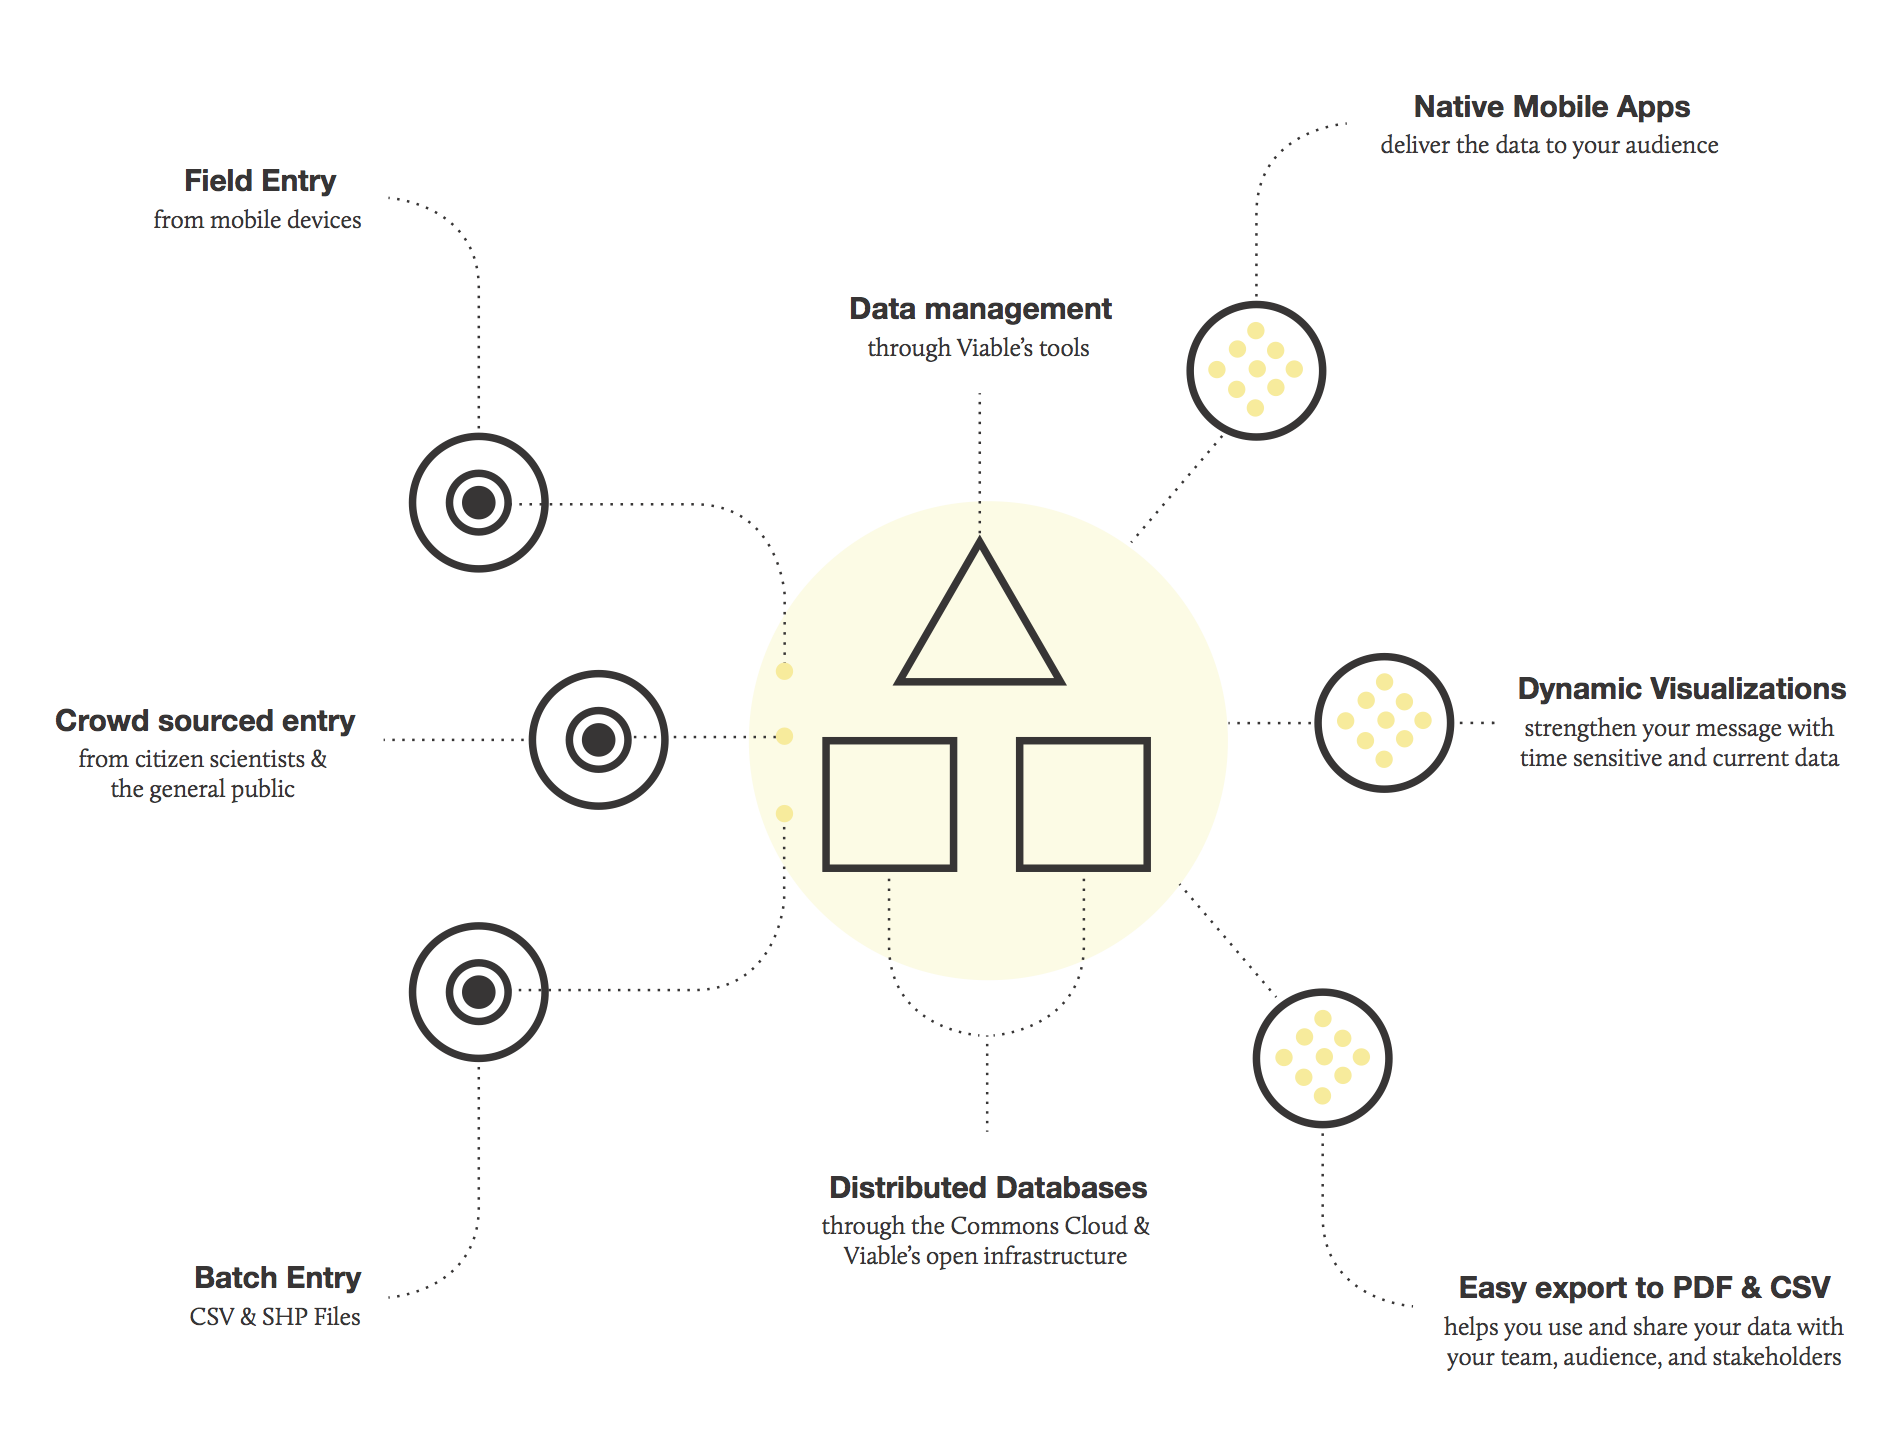 Native Mobile Apps
deliver the data to your audience
Field Entry
from mobile devices
Data management
through Viable’s tools
Crowd sourced entry
from citizen scientists &
the general public
Dynamic Visualizations
strengthen your message with
time sensitive and current data
Distributed Databases
through the Commons Cloud &
Viable’s open infrastructure
Batch Entry
CSV & SHP Files
Easy export to PDF & CSV
helps you use and share your data with
your team, audience, and stakeholders